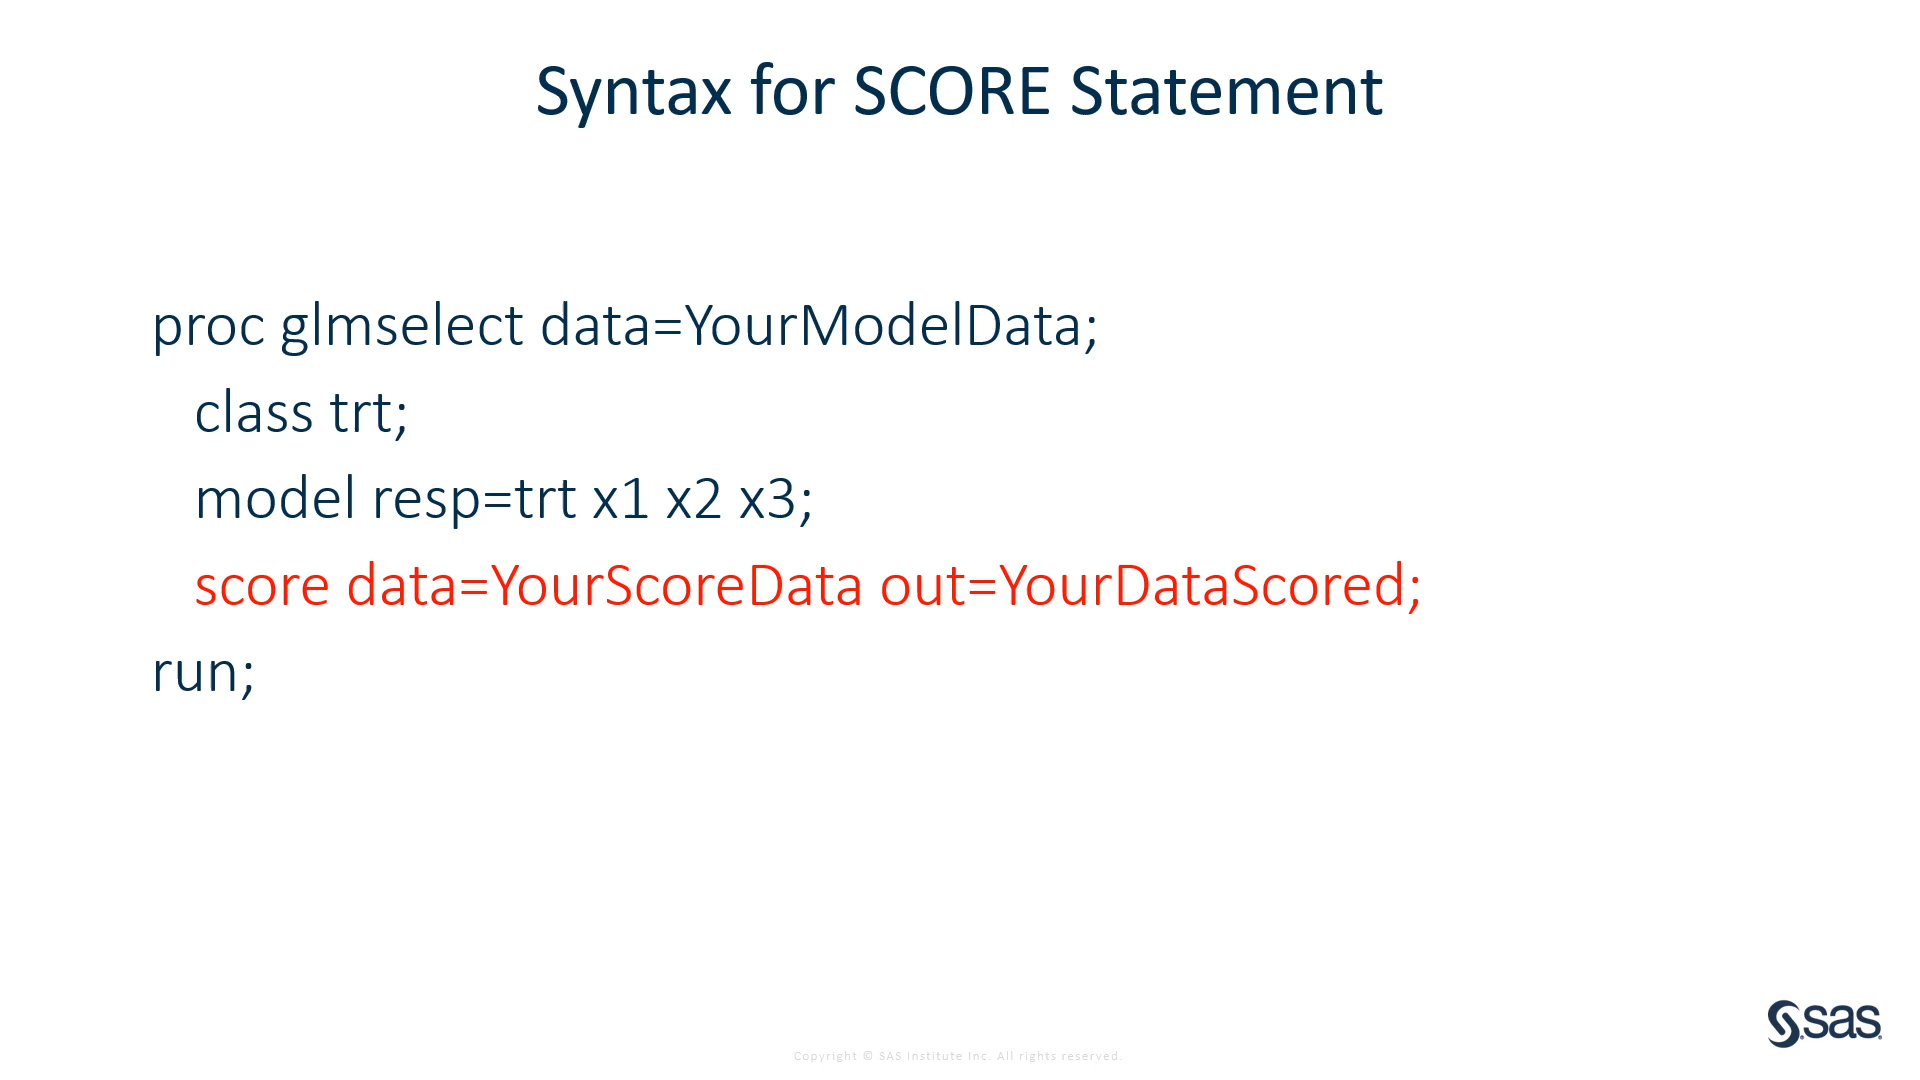 Syntax for SCORE Statement
proc glmselect data=YourModelData;
class trt;
model resp=trt x1 x2 x3;
score data=YourScoreData out=YourDataScored;
run;
sas
Copyright © SAS Institute Inc. All rights reserved.